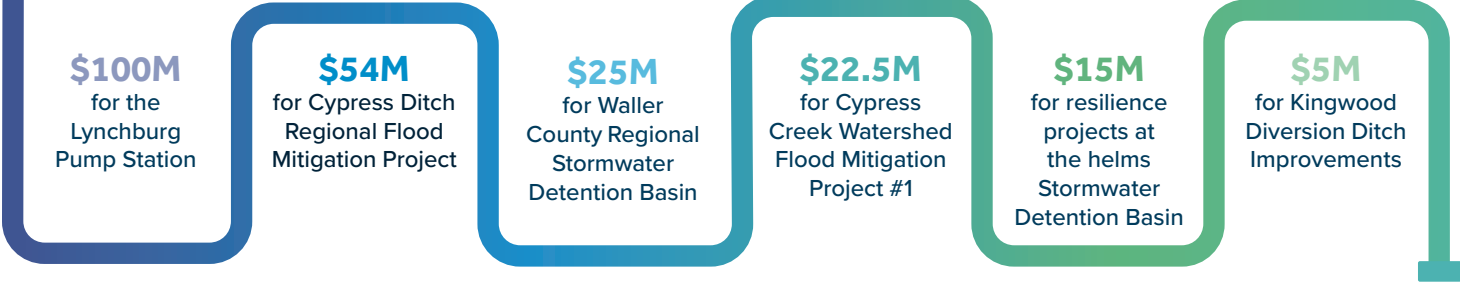 $100M
for the
Lynchburg
Pump Station
$54M
for Cypress Ditch
Regional Flood
Mitigation Project
$25M
for Waller
County Regional
Stormwater
Detention Basin
$22.5M
for Cypress
Creek Watershed
Flood Mitigation
Project #1
$15M
for resilience
projects at
the helms
Stormwater
Detention Basin
$5M
for Kingwood
Diversion Ditch
Improvements